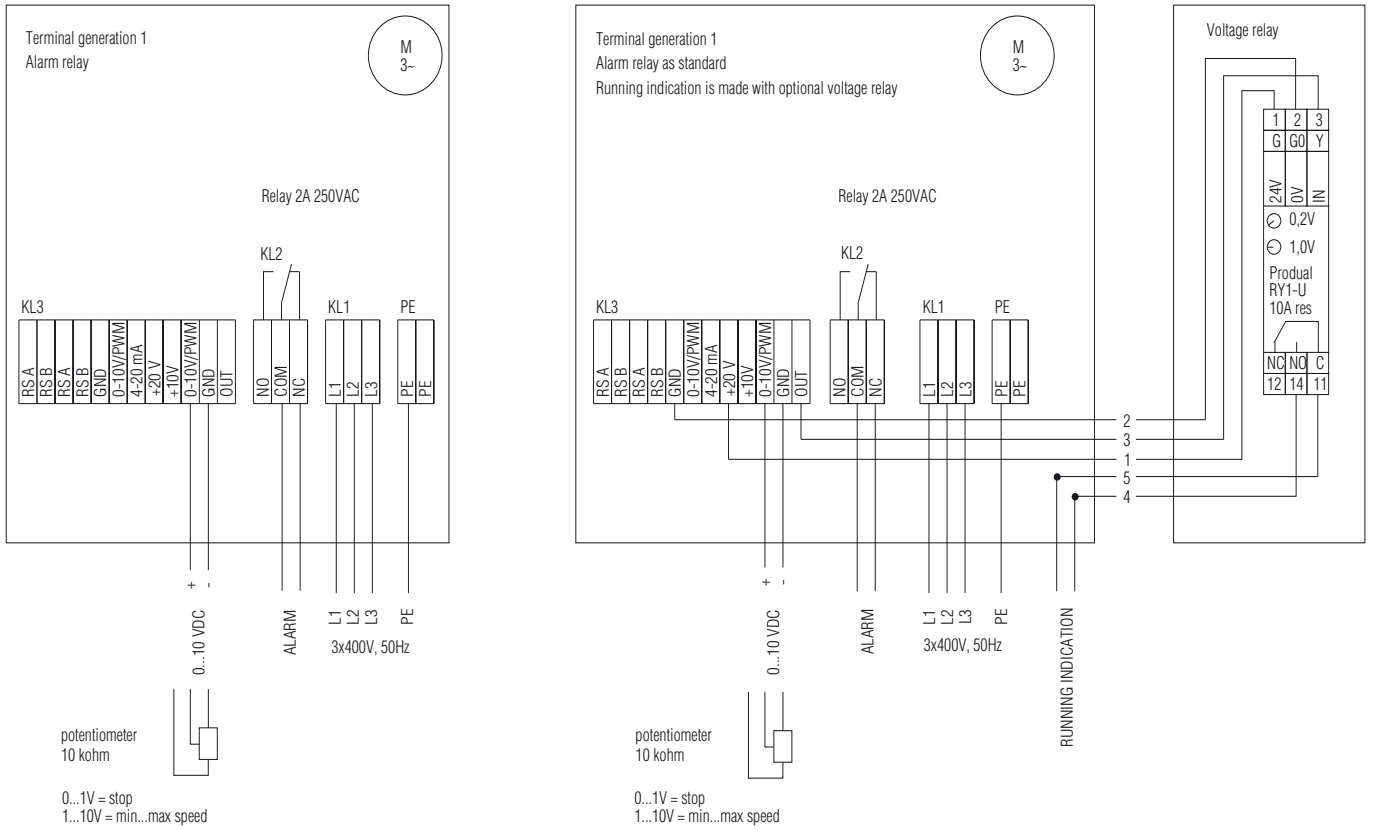 Terminal generation 1
Alarm relay
M
3~
Relay 2A 250VAC
KL2
KL3
KL1
PE
RS A
RS B
RS A
RS B
GND
0-10V/PWM
4-20 mA
+20 V
+10V
0-10V/PWM
GND
OUT
NO
COM
NC
L1
L2
L3
PE
PE
+
-
0...10 VDC
ALARM
L1
L2
L3
PE
3x400V, 50Hz
potentiometer
10 kohm
0...1V = stop
1...10V = min...max speed
Terminal generation 1
Alarm relay as standard
Running indication is made with optional voltage relay
M
3~
Relay 2A 250VAC
KL2
KL3
KL1
PE
RS A
RS B
RS A
RS B
GND
0-10V/PWM
4-20 mA
+20 V
+10V
0-10V/PWM
GND
OUT
NO
COM
NC
L1
L2
L3
PE
PE
2
3
1
5
4
+
-
0...10 VDC
ALARM
L1
L2
L3
PE
3x400V, 50Hz
RUNNING INDICATION
potentiometer
10 kohm
0...1V = stop
1...10V = min...max speed
Voltage relay
1 2 3
G G0 Y
24V
0V
IN
0,2V
1,0V
Produal
RY1-U
10A res
NC NO C
12 14 11